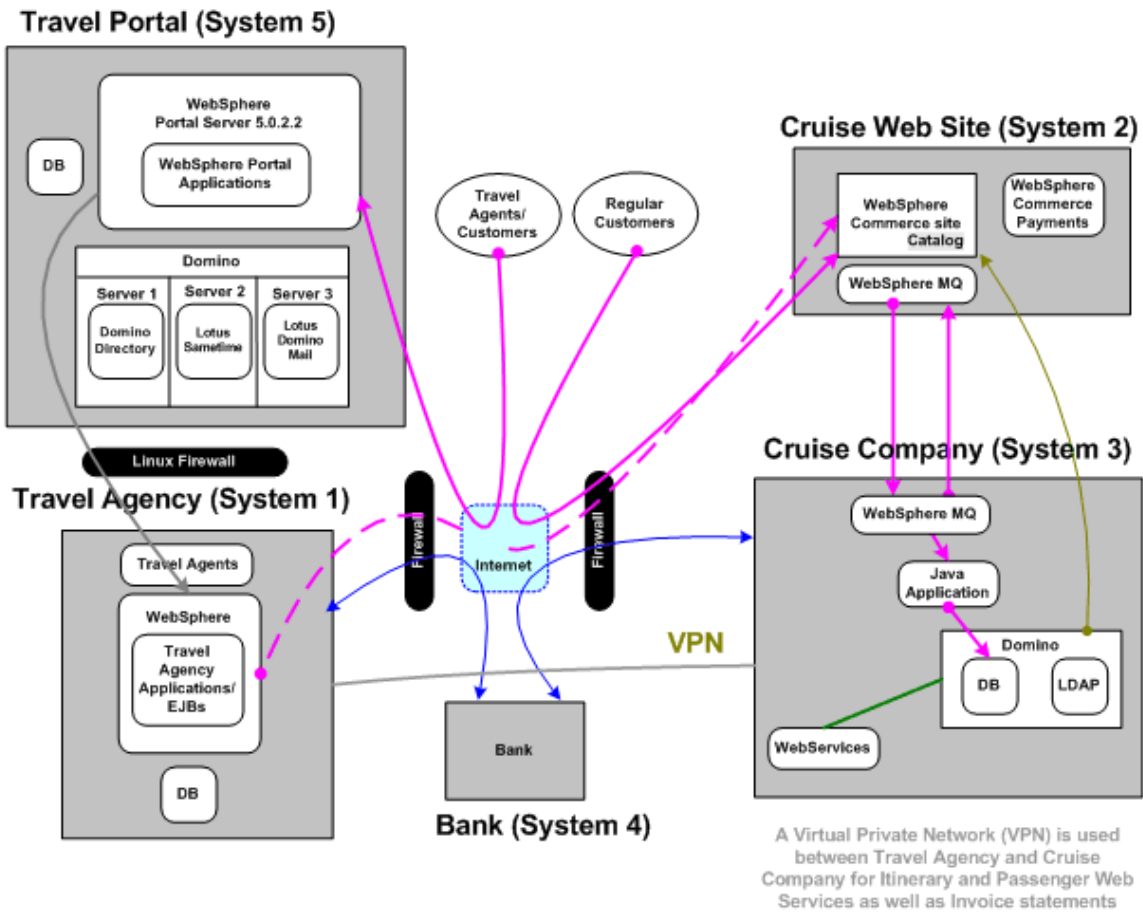 Travel Portal (System 5)
WebSphere
Portal Server 5.0.2.2
DB
WebSphere Portal
Applications
Domino
Server 1
Server 2
Server 3
Domino
Directory
Lotus
Sametime
Lotus
Domino
Mail
Travel
Agents/
Customers
Regular
Customers
Cruise Web Site (System 2)
WebSphere
Commerce site
Catalog
WebSphere
Commerce
Payments
WebSphere MQ
Linux Firewall
Travel Agency (System 1)
Travel Agents
WebSphere
Travel
Agency
Applications/
EJBs
DB
Firewall
Internet
Firewall
VPN
Bank
Bank (System 4)
Cruise Company (System 3)
WebSphere MQ
Java
Application
Domino
DB
LDAP
WebServices
A Virtual Private Network (VPN) is used
between Travel Agency and Cruise
Company for Itinerary and Passenger Web
Services as well as Invoice statements